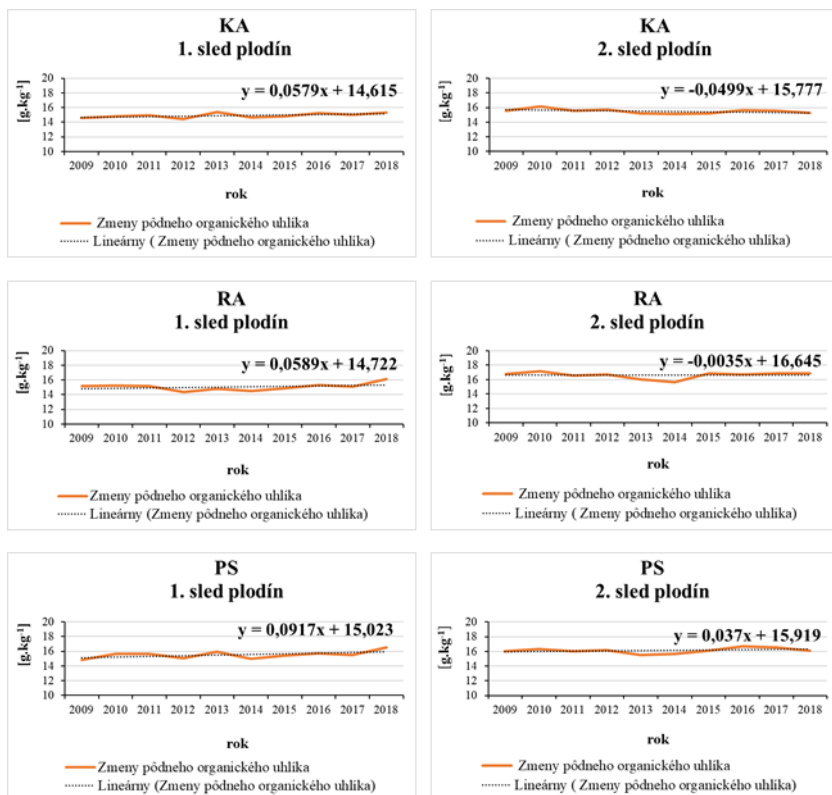 KA
1. sled plodín
[g.kg⁻¹]
y = 0,0579x + 14,615
20
18
16
14
12
10
2009 2010 2011 2012 2013 2014 2015 2016 2017 2018
rok
Zmeny pôdneho organického uhlíka
Lineárny ( Zmeny pôdneho organického uhlíka)
KA
2. sled plodín
[g.kg⁻¹]
y = -0,0499x + 15,777
20
18
16
14
12
10
2009 2010 2011 2012 2013 2014 2015 2016 2017 2018
rok
Zmeny pôdneho organického uhlíka
Lineárny ( Zmeny pôdneho organického uhlíka)
RA
1. sled plodín
[g.kg⁻¹]
y = 0,0589x + 14,722
20
18
16
14
12
10
2009 2010 2011 2012 2013 2014 2015 2016 2017 2018
rok
Zmeny pôdneho organického uhlíka
Lineárny (Zmeny pôdneho organického uhlíka)
RA
2. sled plodín
[g.kg⁻¹]
y = -0,0035x + 16,645
20
18
16
14
12
10
2009 2010 2011 2012 2013 2014 2015 2016 2017 2018
rok
Zmeny pôdneho organického uhlíka
Lineárny ( Zmeny pôdneho organického uhlíka)
PS
1. sled plodín
[g.kg⁻¹]
y = 0,0917x + 15,023
20
18
16
14
12
10
2009 2010 2011 2012 2013 2014 2015 2016 2017 2018
rok
Zmeny pôdneho organického uhlíka
Lineárny (Zmeny pôdneho organického uhlíka)
PS
2. sled plodín
[g.kg⁻¹]
y = 0,037x + 15,919
20
18
16
14
12
10
2009 2010 2011 2012 2013 2014 2015 2016 2017 2018
rok
Zmeny pôdneho organického uhlíka
Lineárny ( Zmeny pôdneho organického uhlíka)